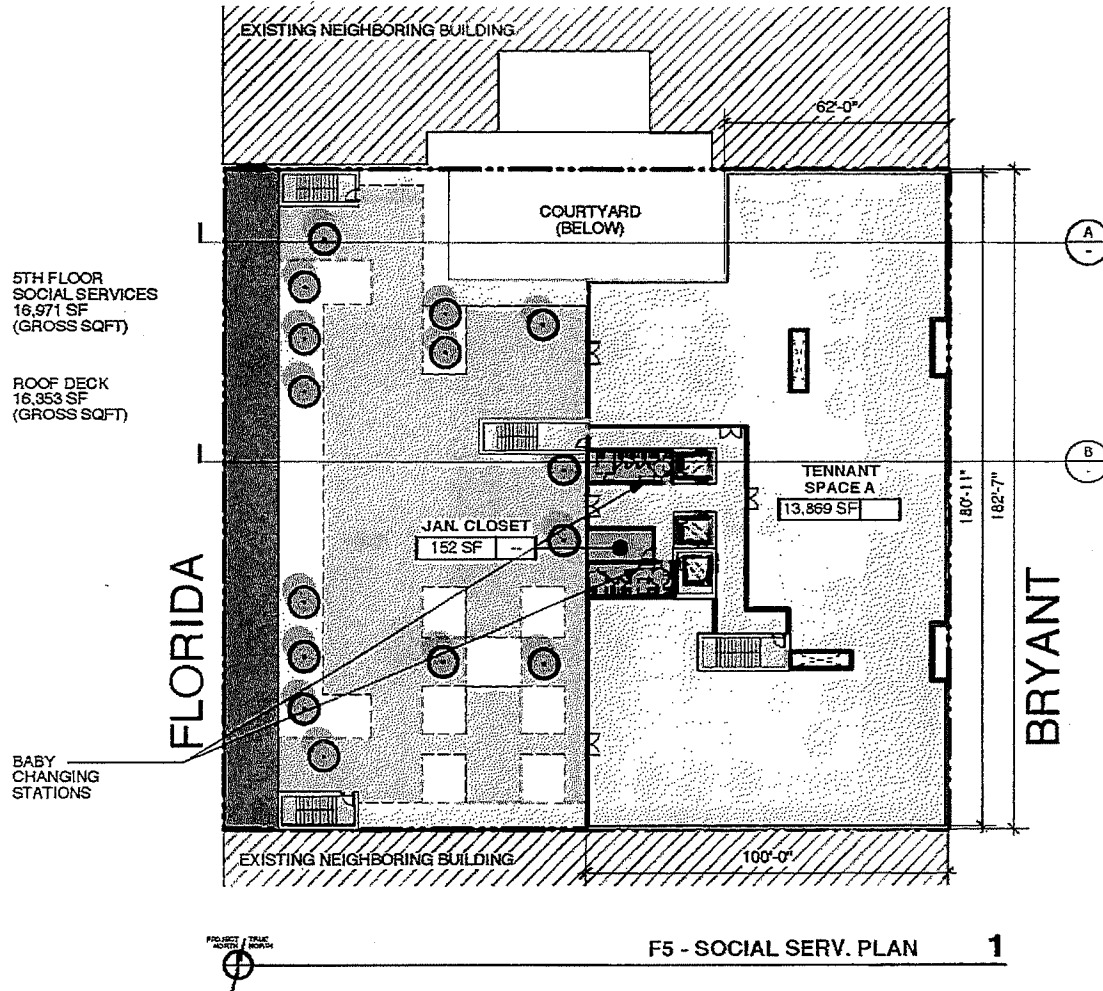 EXISTING NEIGHBORING BUILDING
62'-0"
COURTYARD
(BELOW)
A
-
5TH FLOOR
SOCIAL SERVICES
16,971 SF
(GROSS SQFT)
ROOF DECK
16,353 SF
(GROSS SQFT)
B
-
TENNANT
SPACE A
13,869 SF
180'-11"
182'-7"
JAN. CLOSET
152 SF --
FLORIDA
BRYANT
BABY
CHANGING
STATIONS
EXISTING NEIGHBORING BUILDING
100'-0"
PROJECT NORTH
TRUE NORTH
F5 - SOCIAL SERV. PLAN 1